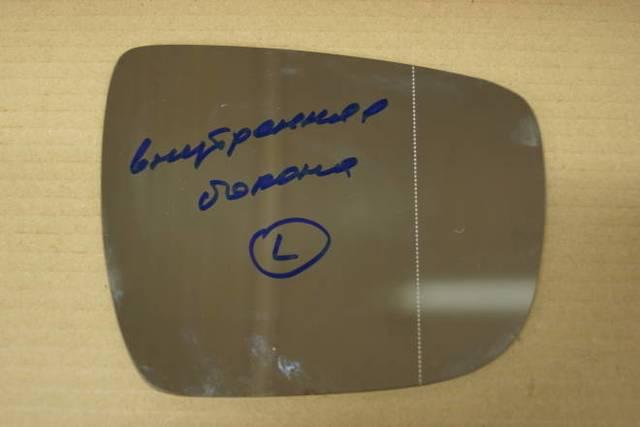 внутренняя
сторона
L